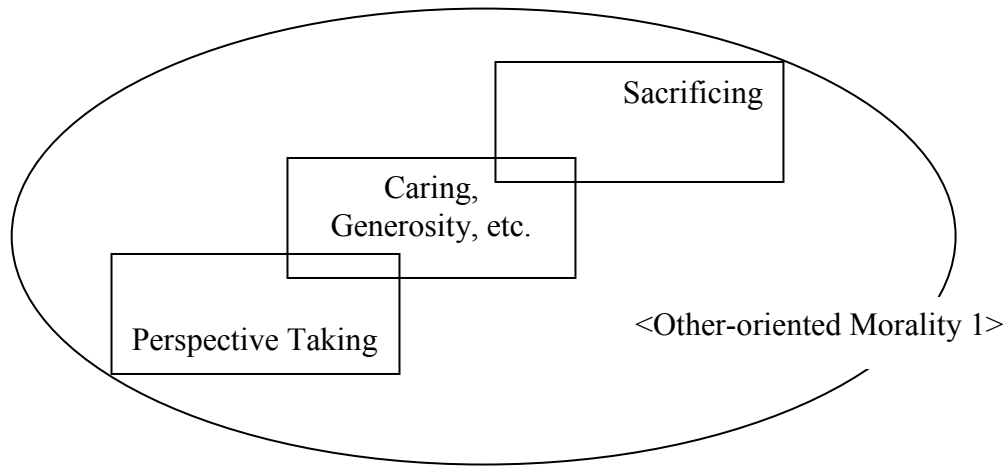 Sacrificing
Caring,
Generosity, etc.
<Other-oriented Morality 1>
Perspective Taking